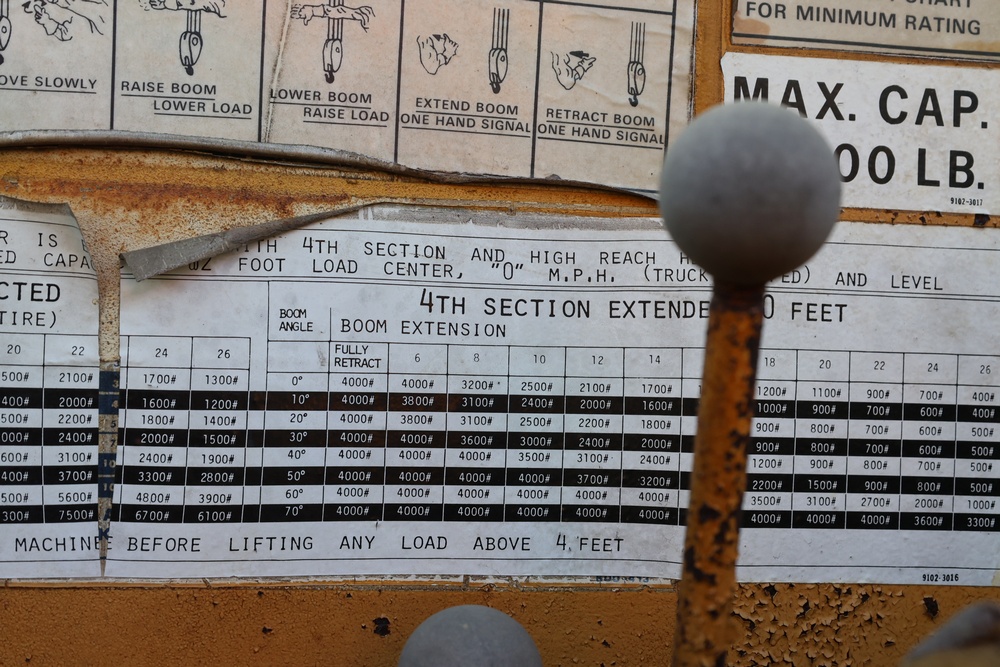 OVE SLOWLY
RAISE BOOM
LOWER LOAD
LOWER BOOM
RAISE LOAD
EXTEND BOOM
ONE HAND SIGNAL
RETRACT BOOM
ONE HAND SIGNAL
FOR MINIMUM RATING
MAX. CAP.
00 LB.
9102-3017
R IS 4TH SECTION AND HIGH REACH
ED CAPA FOOT LOAD CENTER, "0" M.P.H. (TRUCK ED) AND LEVEL
CTED
TIRE)
4TH SECTION EXTENDE 0 FEET
BOOM
ANGLE
BOOM EXTENSION
20 22 24 26 FULLY RETRACT 6 8 10 12 14 18 20 22 24 26
500# 2100# 1700# 1300# 0° 4000# 4000# 3200# 2500# 2100# 1700# 1200# 1100# 900# 700# 400#
400# 2000# 1600# 1200# 10° 4000# 3800# 3100# 2400# 2000# 1600# 1000# 900# 700# 600# 400#
500# 2200# 1800# 1400# 20° 4000# 3800# 3100# 2500# 2200# 1800# 900# 800# 700# 600# 500#
000# 2400# 2000# 1500# 30° 4000# 4000# 3600# 3000# 2400# 2000# 900# 800# 700# 600# 500#
600# 3100# 2400# 1900# 40° 4000# 4000# 4000# 3500# 3100# 2400# 1200# 900# 800# 700# 500#
400# 3700# 3300# 2800# 50° 4000# 4000# 4000# 4000# 3700# 3200# 2200# 1500# 900# 800# 500#
500# 5600# 4800# 3900# 60° 4000# 4000# 4000# 4000# 4000# 4000# 3500# 3100# 2700# 2000# 1000#
300# 7500# 6700# 6100# 70° 4000# 4000# 4000# 4000# 4000# 4000# 4000# 4000# 4000# 3600# 3300#
MACHINE BEFORE LIFTING ANY LOAD ABOVE 4 FEET
9102-3016